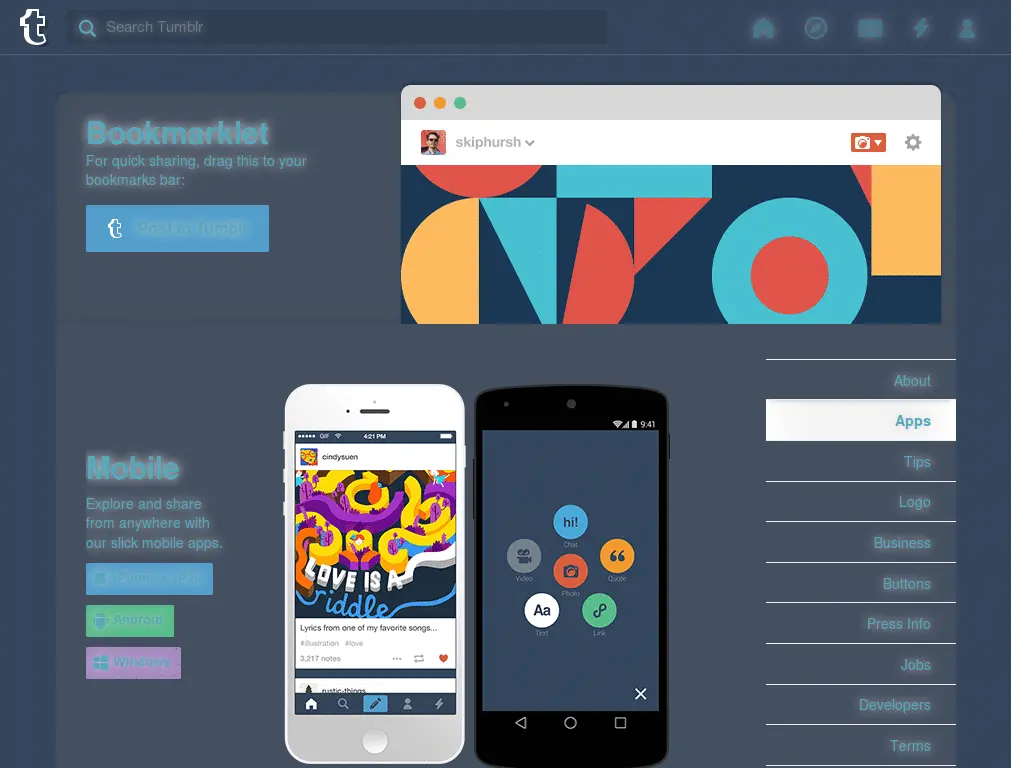 t Search Tumblr
Bookmarklet
For quick sharing, drag this to your
bookmarks bar:
t Post to Tumblr
skiphursh
Mobile
Explore and share
from anywhere with
our slick mobile apps.
Android
Windows
GIF 4:21 PM
cindysuen
LOVE IS A
riddle
Lyrics from one of my favorite songs...
#illustration #love
3,217 notes
rustic-things
9:41
hi!
Chat
Video
Quote
Photo
Aa
Text
Link
About
Apps
Tips
Logo
Business
Buttons
Press Info
Jobs
Developers
Terms